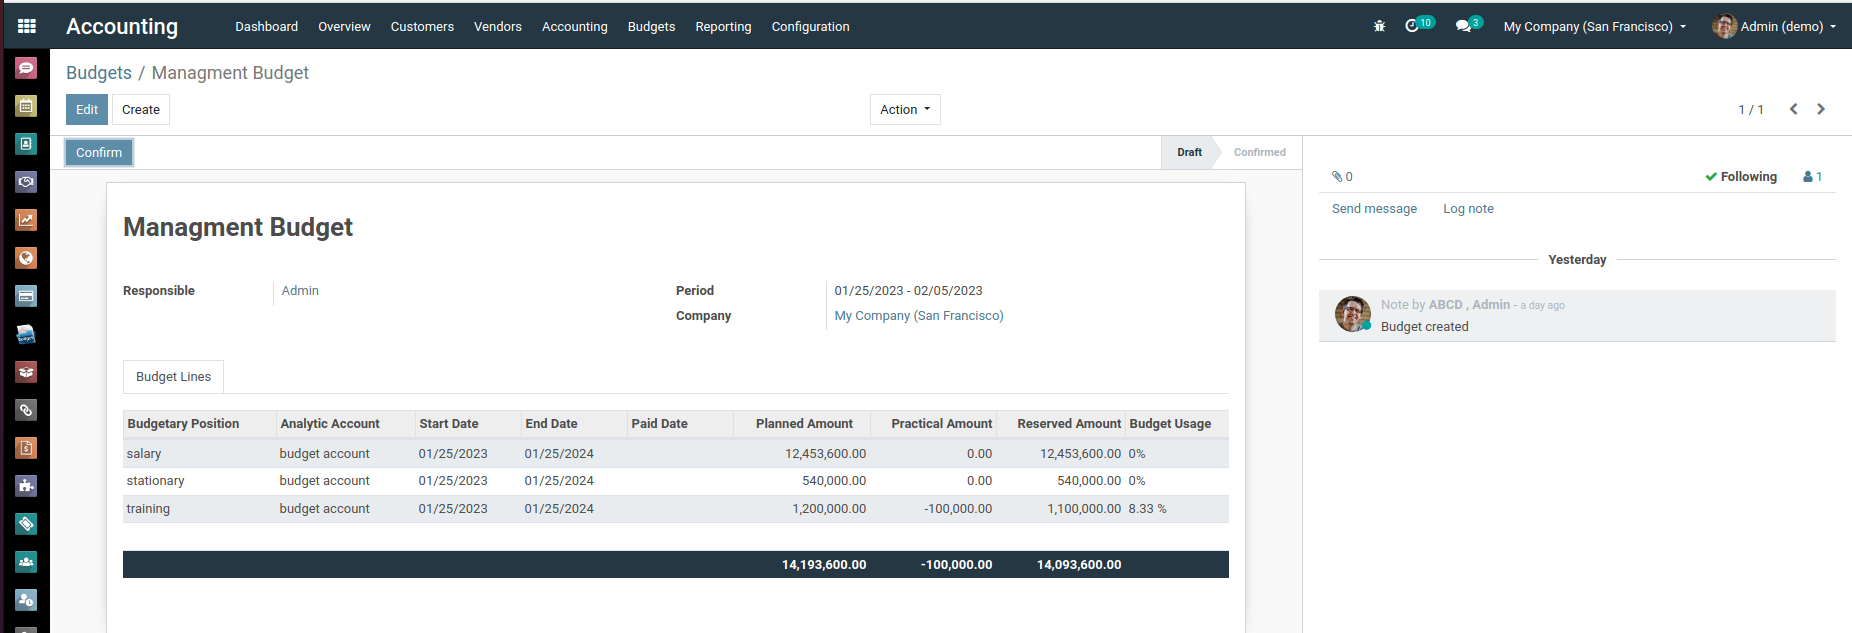 Accounting Dashboard Overview Customers Vendors Accounting Budgets Reporting Configuration 10 3 My Company (San Francisco) Admin (demo)
Budgets / Managment Budget
Edit Create Action 1 / 1
Confirm Draft Confirmed
0 Following 1
Send message Log note
Managment Budget
Yesterday
Responsible Admin Period 01/25/2023 - 02/05/2023
Company My Company (San Francisco)
Note by ABCD , Admin - a day ago
Budget created
Budget Lines
Budgetary Position Analytic Account Start Date End Date Paid Date Planned Amount Practical Amount Reserved Amount Budget Usage
salary budget account 01/25/2023 01/25/2024 12,453,600.00 0.00 12,453,600.00 0%
stationary budget account 01/25/2023 01/25/2024 540,000.00 0.00 540,000.00 0%
training budget account 01/25/2023 01/25/2024 1,200,000.00 -100,000.00 1,100,000.00 8.33 %
14,193,600.00 -100,000.00 14,093,600.00